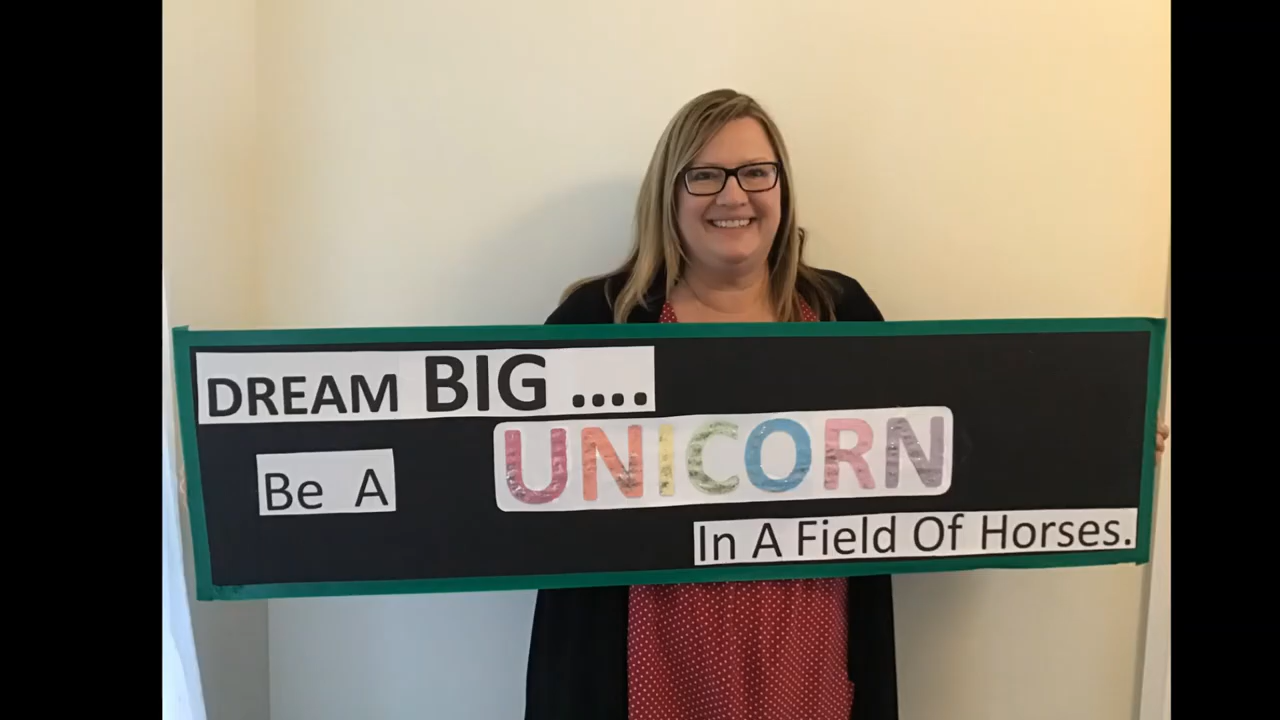 DREAM BIG ....
Be A UNICORN
In A Field Of Horses.